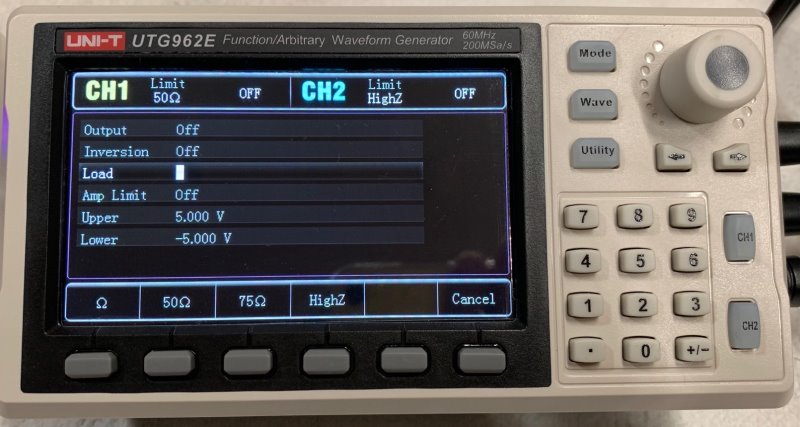 UNI-T UTG962E Function/Arbitrary Waveform Generator 60MHz 200MSa/s
CH1 Limit 50Ω OFF CH2 Limit HighZ OFF
Output Off
Inversion Off
Load
Amp Limit Off
Upper 5.000 V
Lower -5.000 V
Ω 50Ω 75Ω HighZ Cancel
Mode
Wave
Utility
7 8 9
4 5 6
1 2 3
. 0 +/-
CH1
CH2